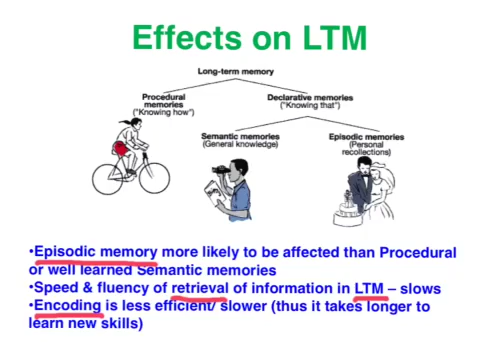 Effects on LTM
Long-term memory
Procedural
memories
("Knowing how")
Declarative memories
("Knowing that")
Semantic memories
(General knowledge)
Episodic memories
(Personal
recollections)
•Episodic memory more likely to be affected than Procedural
or well learned Semantic memories
•Speed & fluency of retrieval of information in LTM – slows
•Encoding is less efficient/ slower (thus it takes longer to
learn new skills)